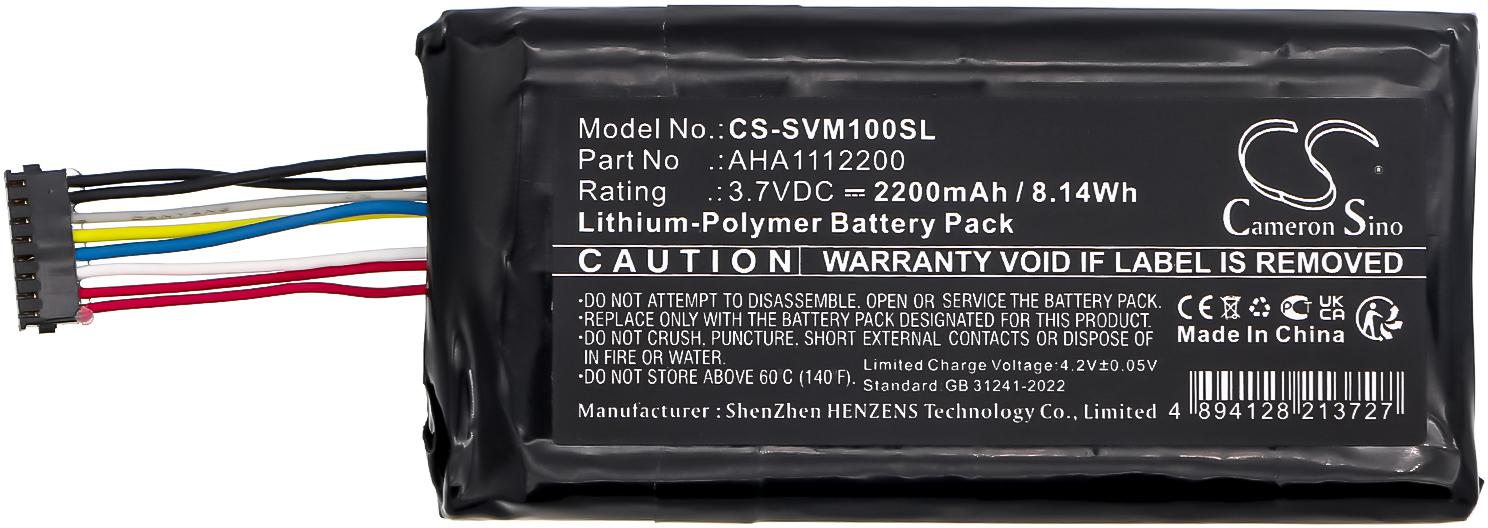 Model No.:CS-SVM100SL
Part No .:AHA1112200
Rating .:3.7VDC ⎓ 2200mAh / 8.14Wh
Lithium-Polymer Battery Pack
Cameron Sino
®
CAUTION WARRANTY VOID IF LABEL IS REMOVED
•DO NOT ATTEMPT TO DISASSEMBLE, OPEN OR SERVICE THE BATTERY PACK.
•REPLACE ONLY WITH THE BATTERY PACK DESIGNATED FOR THIS PRODUCT.
•DO NOT CRUSH, PUNCTURE, SHORT EXTERNAL CONTACTS OR DISPOSE OF
IN FIRE OR WATER.
•DO NOT STORE ABOVE 60°C (140°F).
Limited Charge Voltage:4.2V±0.05V
Standard:GB 31241-2022
CE UK CA
Made In China
Manufacturer : ShenZhen HENZENS Technology Co., Limited
4 894128 213727